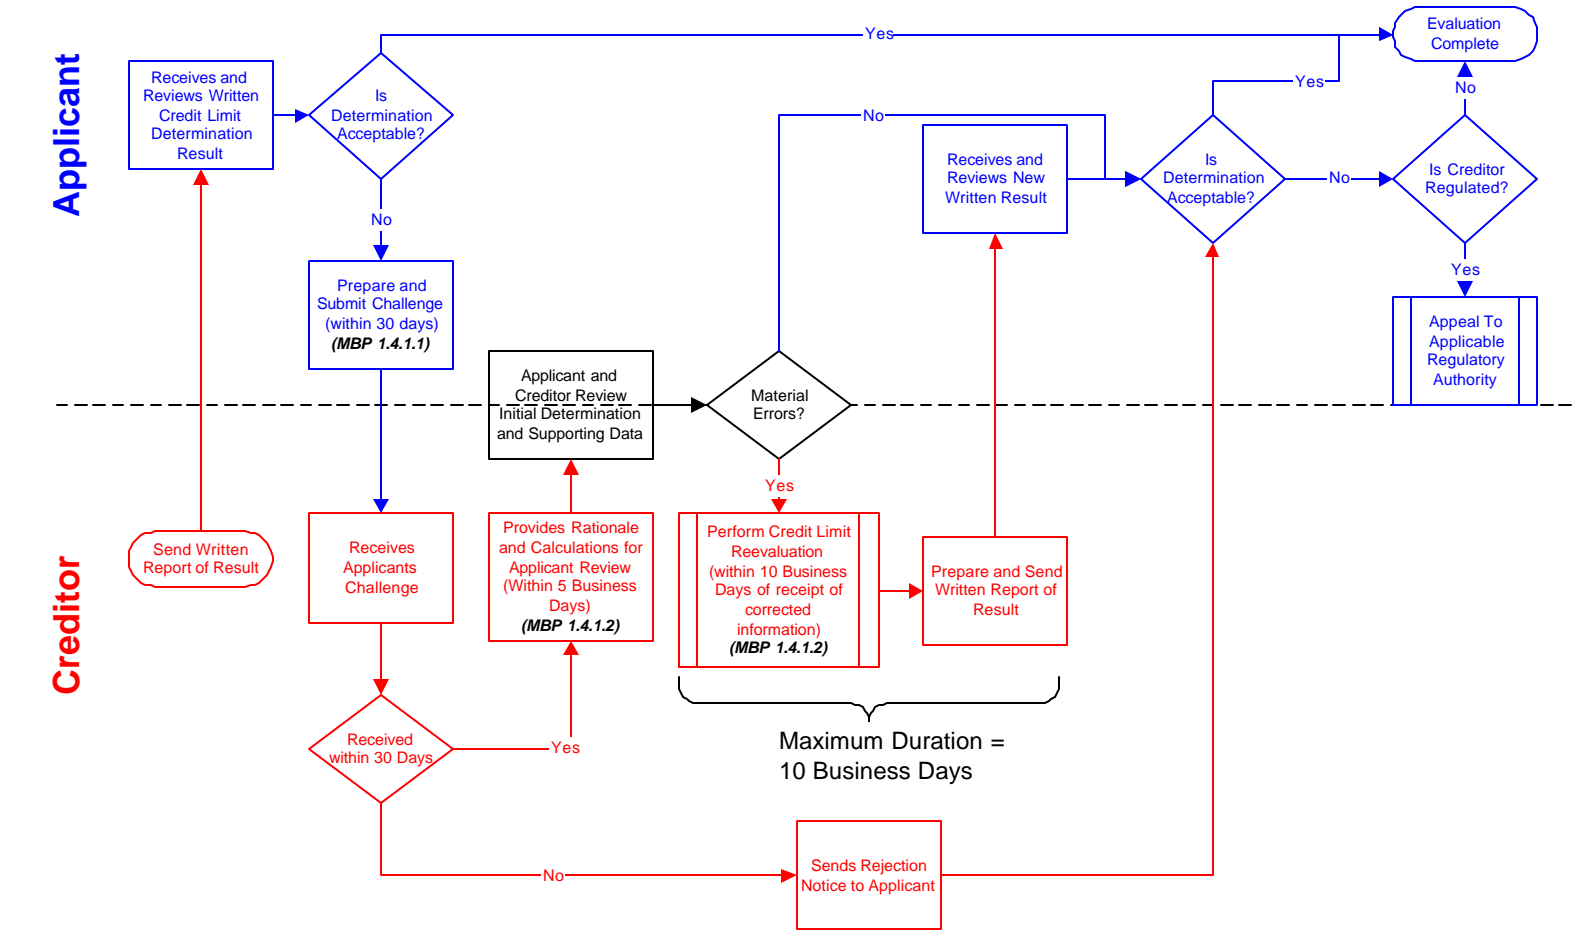 Applicant
Creditor
Receives and
Reviews Written
Credit Limit
Determination
Result
Is
Determination
Acceptable?
Yes
No
Prepare and
Submit Challenge
(within 30 days)
(MBP 1.4.1.1)
Send Written
Report of Result
Receives
Applicants
Challenge
Received
within 30 Days
Yes
No
Provides Rationale
and Calculations for
Applicant Review
(Within 5 Business
Days)
(MBP 1.4.1.2)
Applicant and
Creditor Review
Initial Determination
and Supporting Data
Material
Errors?
No
Yes
Perform Credit Limit
Reevaluation
(within 10 Business
Days of receipt of
corrected
information)
(MBP 1.4.1.2)
Prepare and Send
Written Report of
Result
Maximum Duration =
10 Business Days
Sends Rejection
Notice to Applicant
Receives and
Reviews New
Written Result
Is
Determination
Acceptable?
Yes
No
Is Creditor
Regulated?
No
Yes
Evaluation
Complete
Appeal To
Applicable
Regulatory
Authority